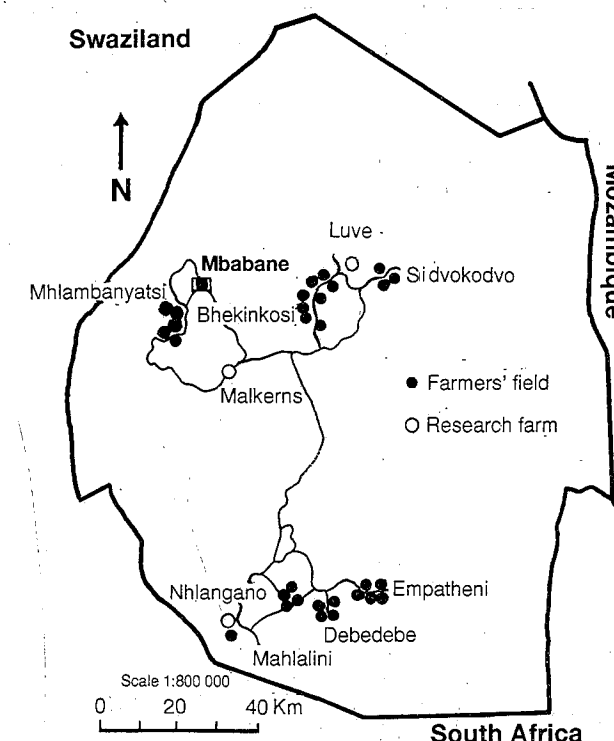 Swaziland
N
Mozambique
Luve
Mbabane
Sidvokodvo
Mhlambanyatsi
Bhekinkosi
Farmers' field
Malkerns
Research farm
Nhlangano
Empatheni
Debedebe
Mahlalini
Scale 1:800 000
0 20 40 Km
South Africa